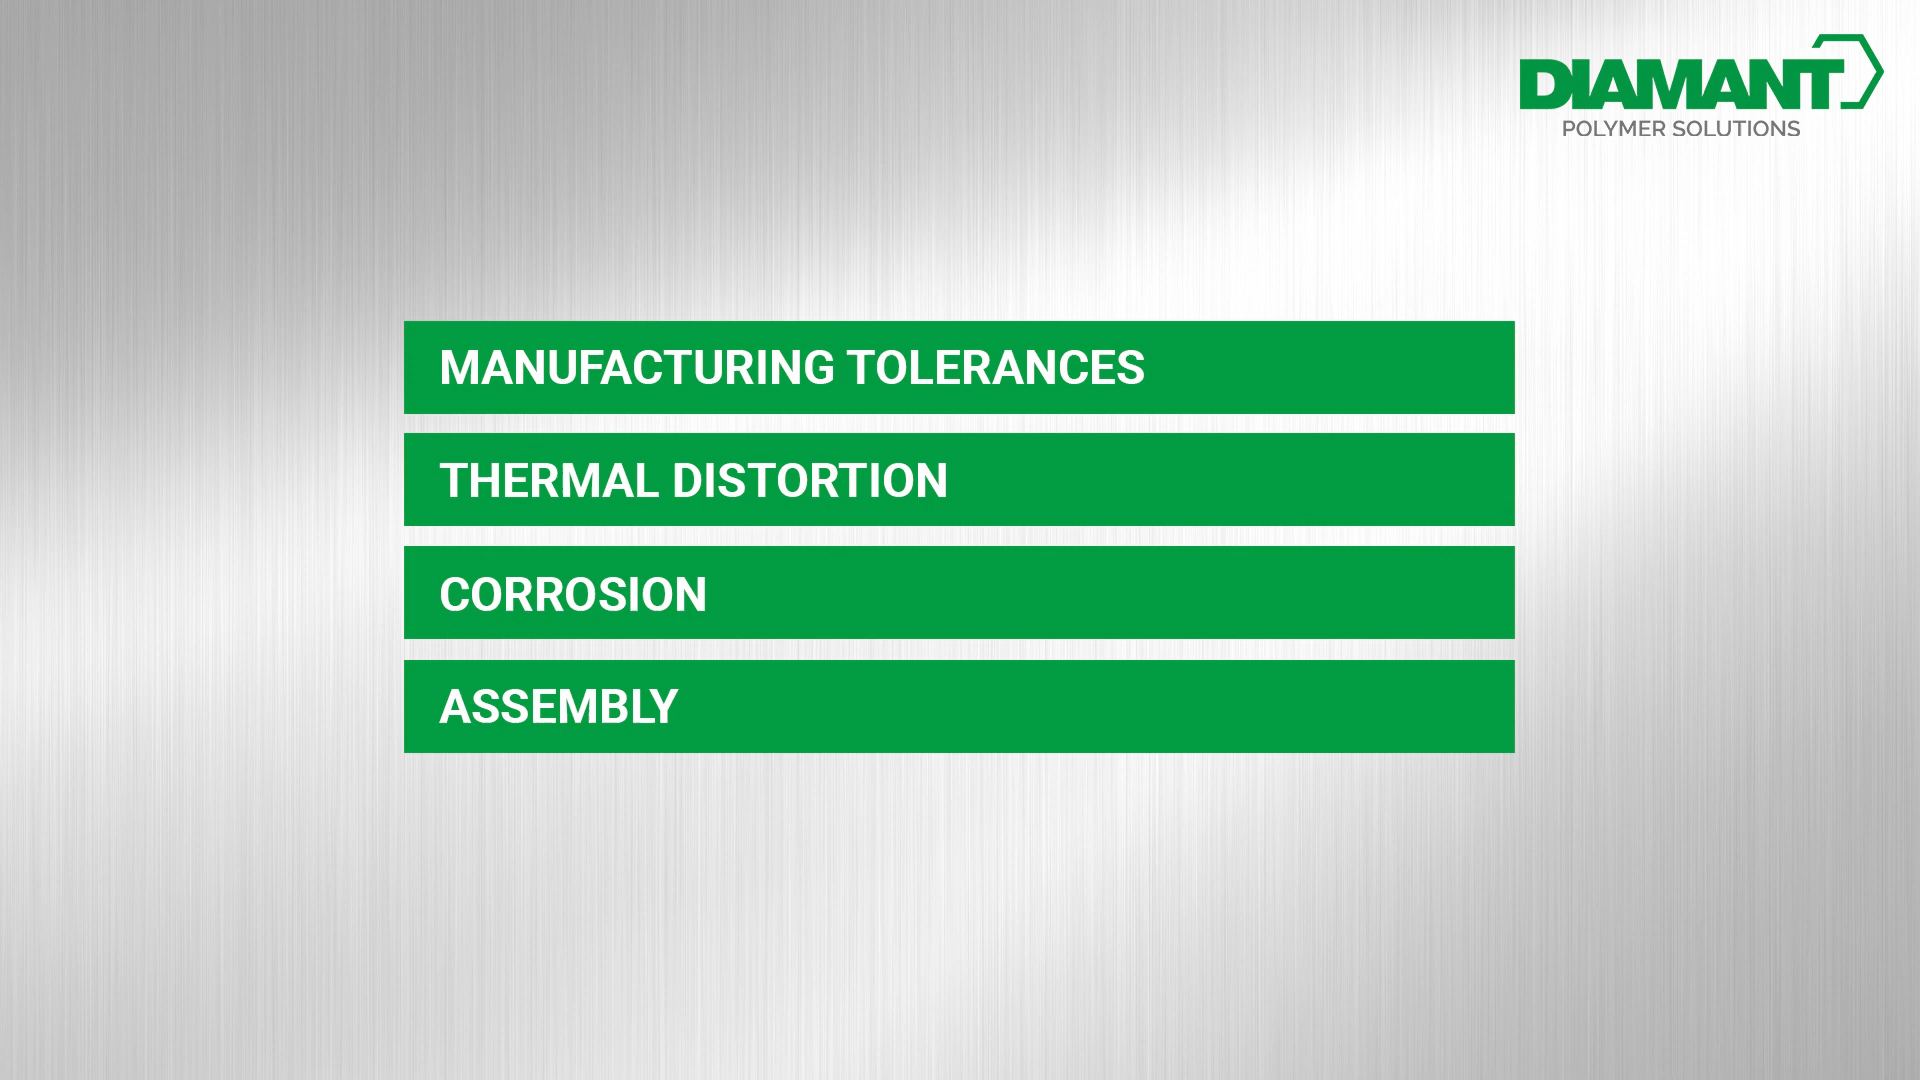 DIAMANT
POLYMER SOLUTIONS
MANUFACTURING TOLERANCES
THERMAL DISTORTION
CORROSION
ASSEMBLY